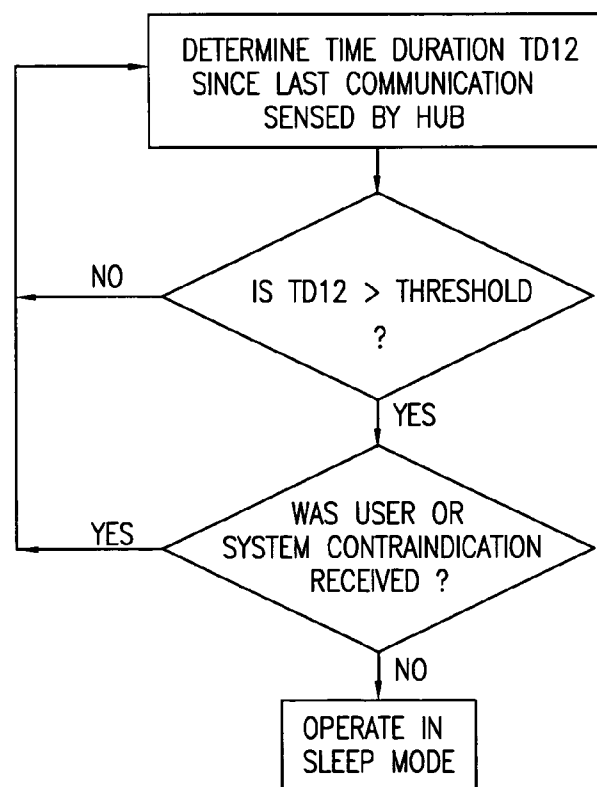 DETERMINE TIME DURATION TD12
SINCE LAST COMMUNICATION
SENSED BY HUB
NO
IS TD12 > THRESHOLD
?
YES
YES
WAS USER OR
SYSTEM CONTRAINDICATION
RECEIVED ?
NO
OPERATE IN
SLEEP MODE